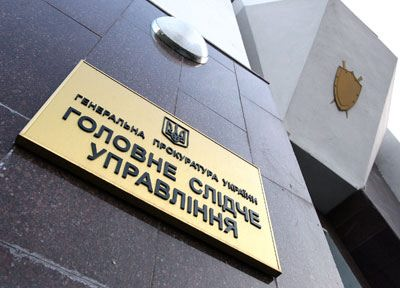 ГЕНЕРАЛЬНА ПРОКУРАТУРА УКРАЇНИ
ГОЛОВНЕ СЛІДЧЕ
УПРАВЛІННЯ